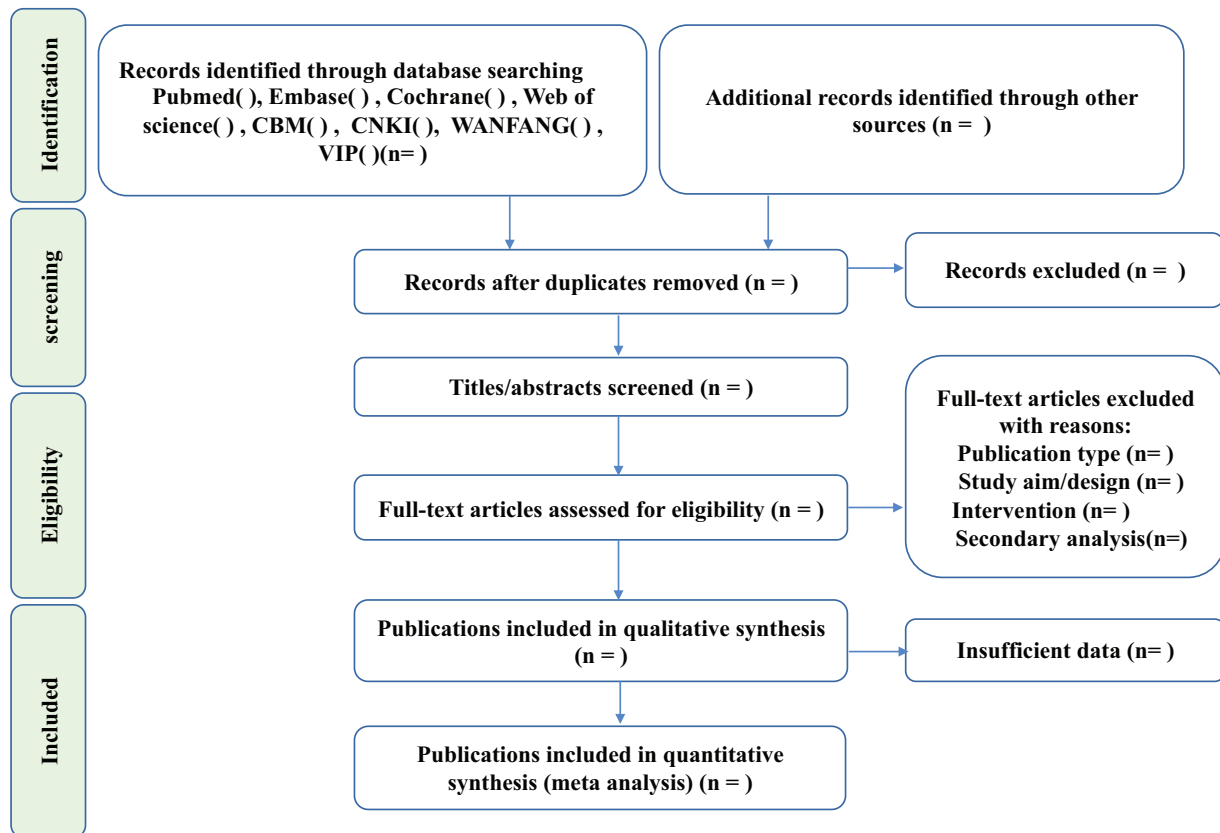 Identification
Records identified through database searching
Pubmed( ), Embase( ) , Cochrane( ) , Web of
science( ) , CBM( ) , CNKI( ), WANFANG( ) ,
VIP( )(n= )
Additional records identified through other
sources (n = )
screening
Records after duplicates removed (n = )
Records excluded (n = )
Titles/abstracts screened (n = )
Eligibility
Full-text articles assessed for eligibility (n = )
Full-text articles excluded
with reasons:
Publication type (n= )
Study aim/design (n= )
Intervention (n= )
Secondary analysis(n=)
Included
Publications included in qualitative synthesis
(n = )
Insufficient data (n= )
Publications included in quantitative
synthesis (meta analysis) (n = )